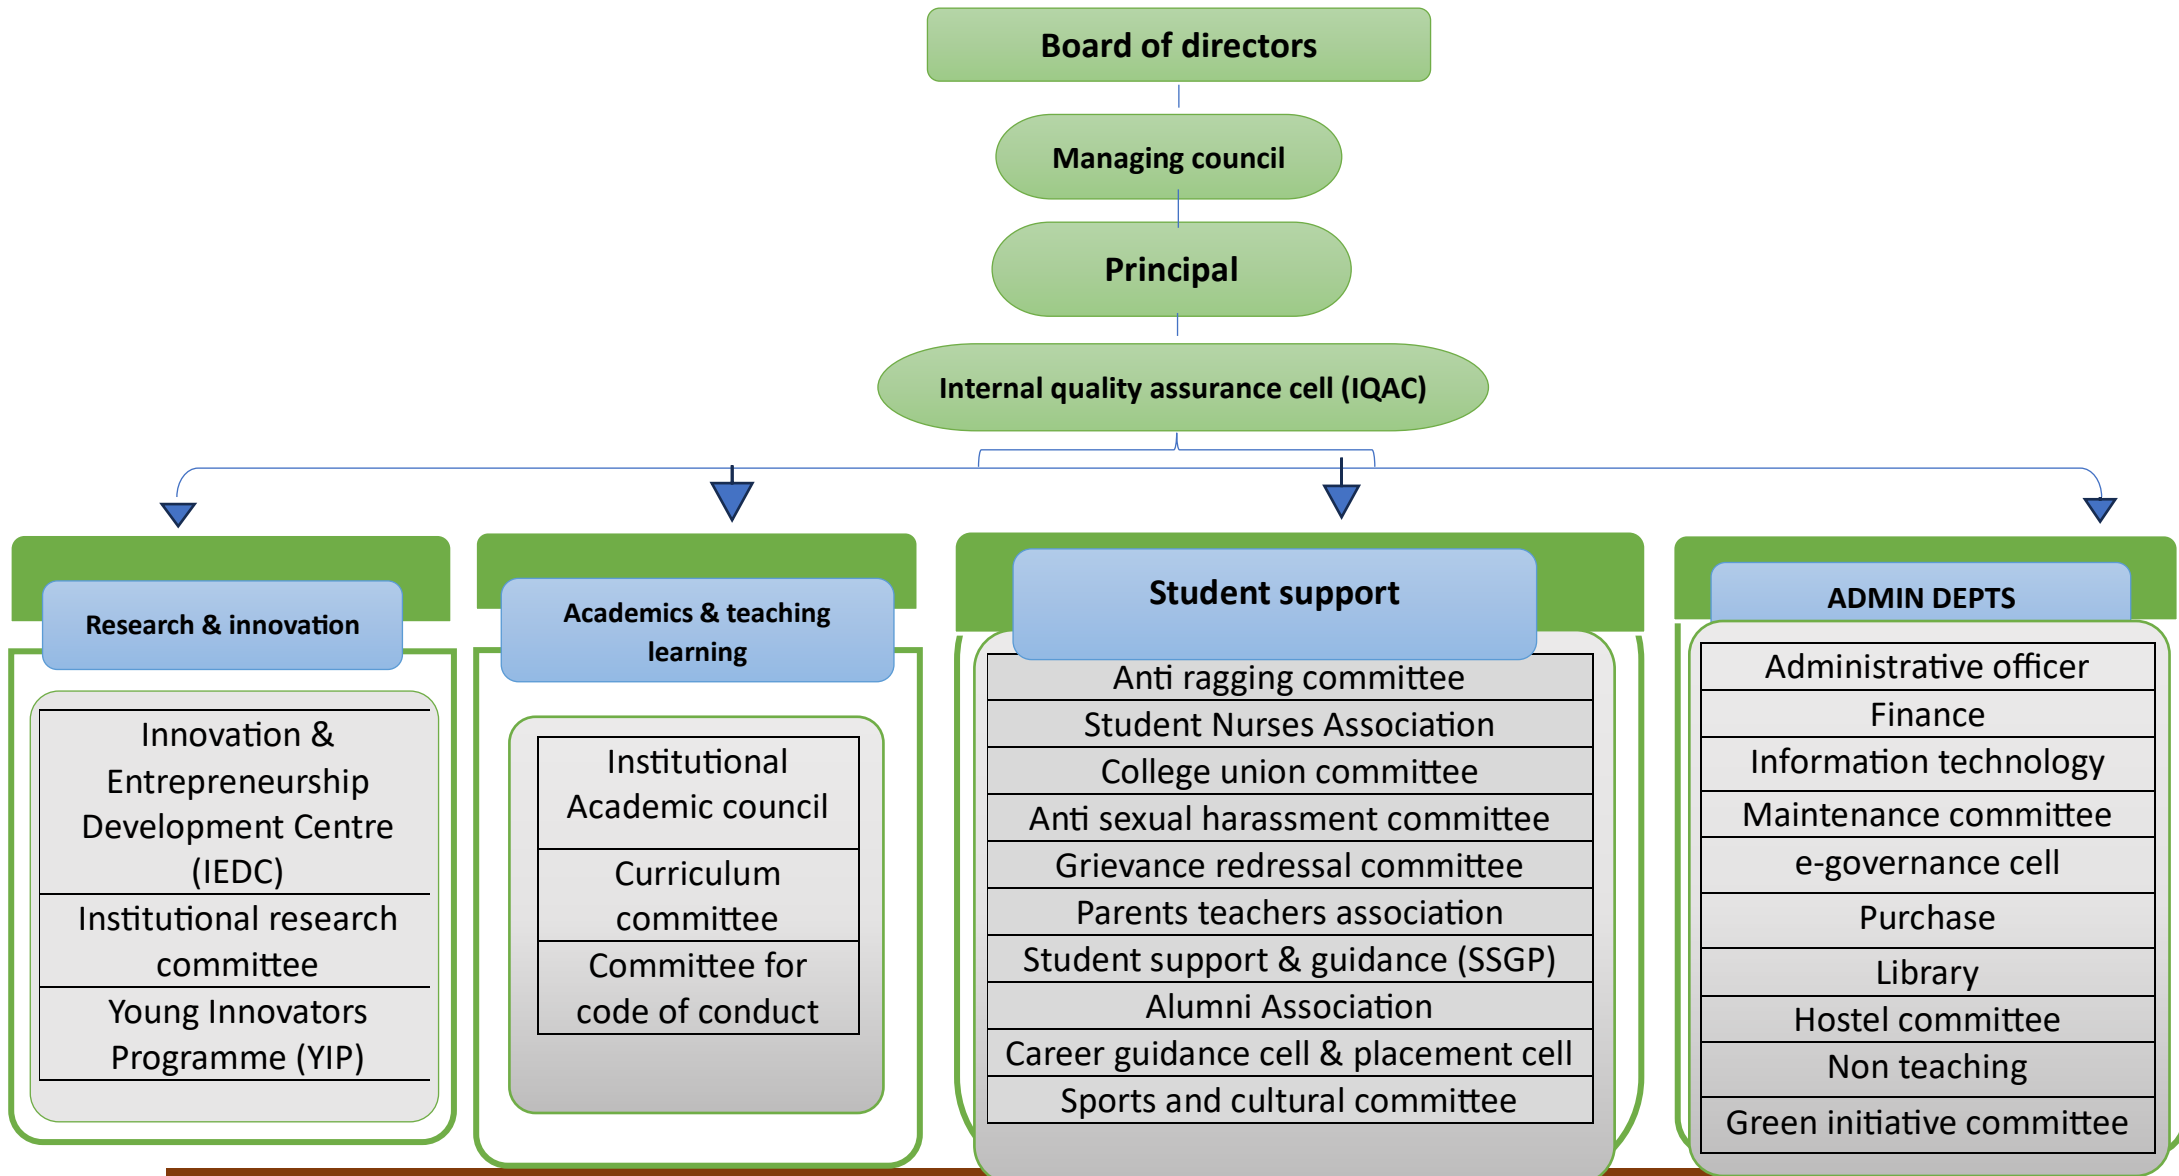 Board of directors
Managing council
Principal
Internal quality assurance cell (IQAC)
Research & innovation
Innovation &
Entrepreneurship
Development Centre
(IEDC)
Institutional research
committee
Young Innovators
Programme (YIP)
Academics & teaching
learning
Institutional
Academic council
Curriculum
committee
Committee for
code of conduct
Student support
Anti ragging committee
Student Nurses Association
College union committee
Anti sexual harassment committee
Grievance redressal committee
Parents teachers association
Student support & guidance (SSGP)
Alumni Association
Career guidance cell & placement cell
Sports and cultural committee
ADMIN DEPTS
Administrative officer
Finance
Information technology
Maintenance committee
e-governance cell
Purchase
Library
Hostel committee
Non teaching
Green initiative committee